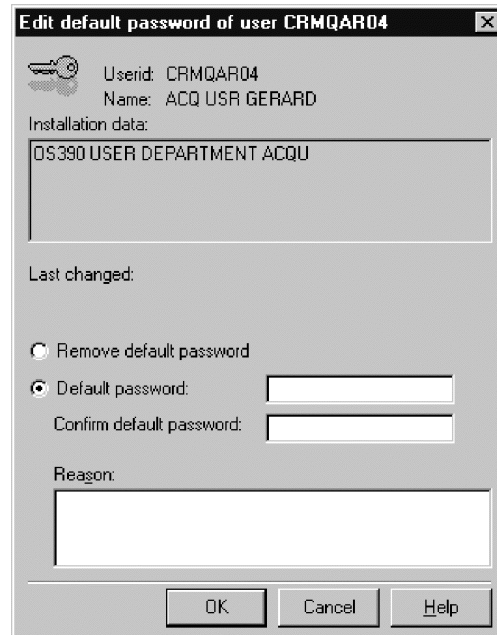 Edit default password of user CRMQAR04
Userid: CRMQAR04
Name: ACQ USR GERARD
Installation data:
OS390 USER DEPARTMENT ACQU
Last changed:
Remove default password
Default password:
Confirm default password:
Reason:
OK Cancel Help